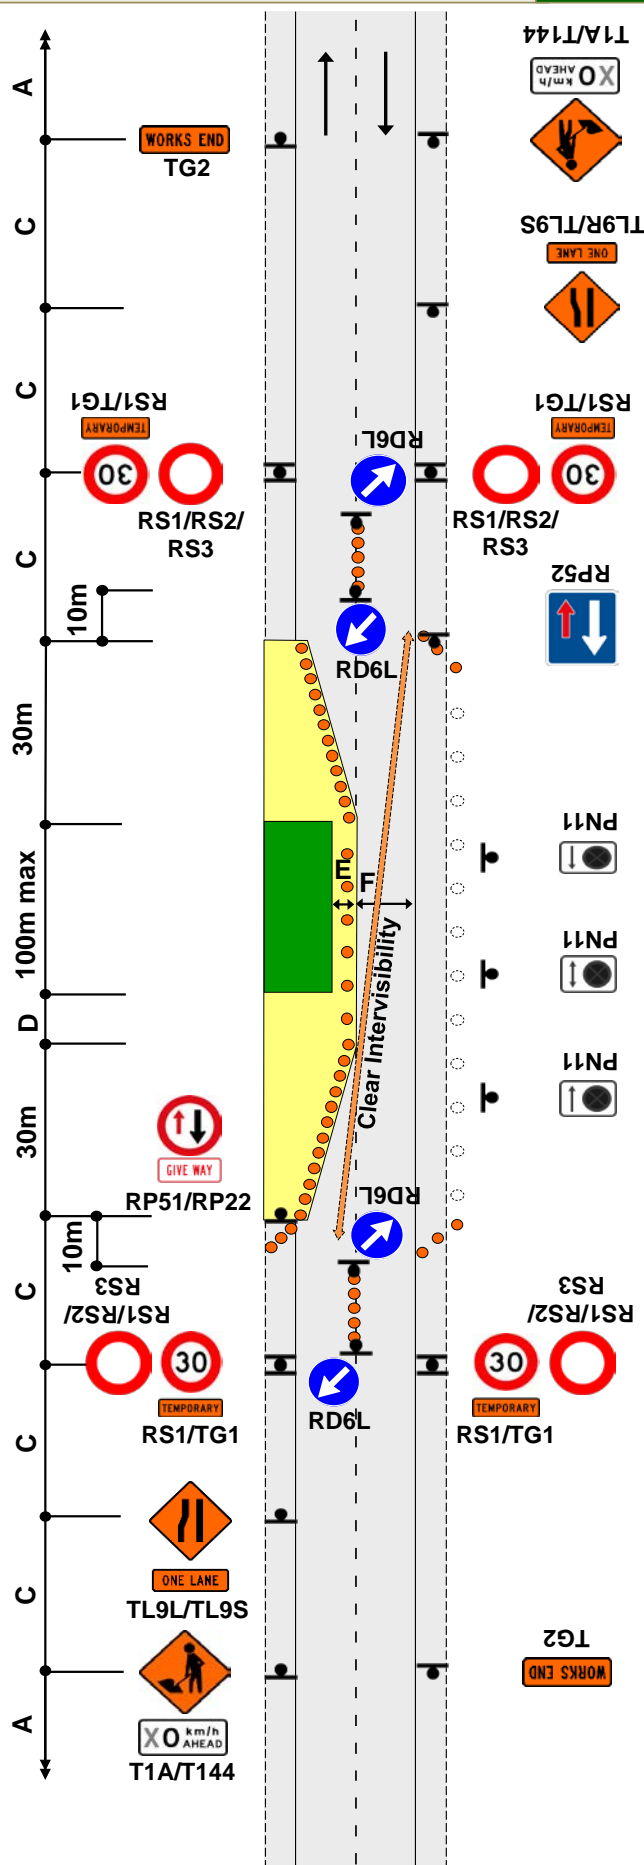 A
T1A/T144
X0 km/h
AHEAD
WORKS END
TG2
C
TL9R/TL9S
ONE LANE
C
RS1/TG1
TEMPORARY
30
RS1/RS2/
RS3
RD6L
RS1/TG1
TEMPORARY
30
RS1/RS2/
RS3
C
10m
RP52
RD6L
30m
PN11
E
F
100m max
PN11
Clear Intervisibility
D
PN11
30m
GIVE WAY
RP51/RP22
RD6L
10m
C
RS1/RS2/
RS3
RS1/RS2/
RS3
30
TEMPORARY
RS1/TG1
RD6L
30
TEMPORARY
RS1/TG1
C
ONE LANE
TL9L/TL9S
C
TG2
WORKS END
A
X0 km/h
AHEAD
T1A/T144